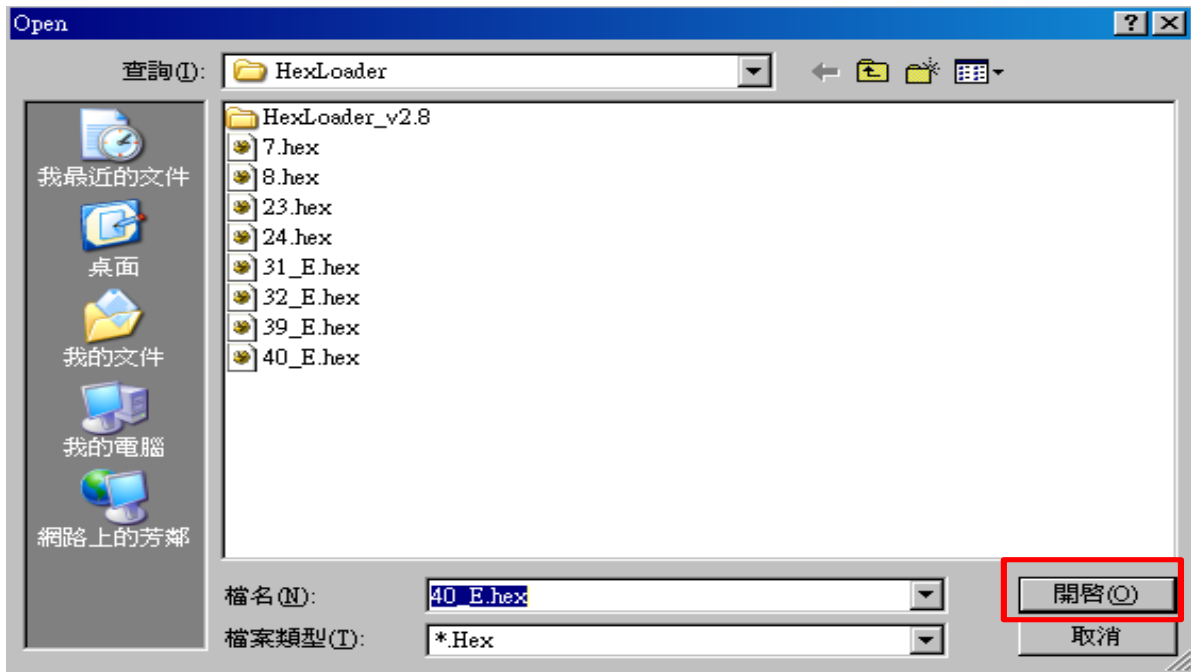 Open
查詢(I): HexLoader
HexLoader_v2.8
7.hex
8.hex
23.hex
24.hex
31_E.hex
32_E.hex
39_E.hex
40_E.hex
我最近的文件
桌面
我的文件
我的電腦
網路上的芳鄰
檔名(N): 40_E.hex 開啓(O)
檔案類型(T): *.Hex 取消